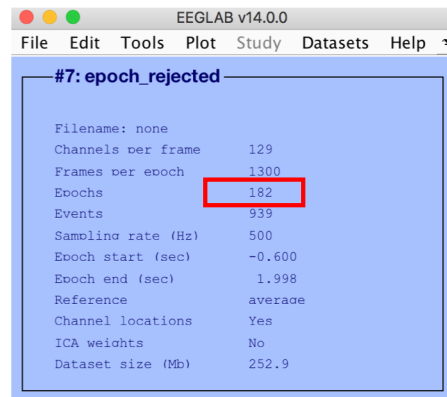 EEGLAB v14.0.0
File Edit Tools Plot Study Datasets Help
#7: epoch_rejected
Filename: none
Channels per frame 129
Frames per epoch 1300
Epochs 182
Events 939
Sampling rate (Hz) 500
Epoch start (sec) -0.600
Epoch end (sec) 1.998
Reference average
Channel locations Yes
ICA weights No
Dataset size (Mb) 252.9